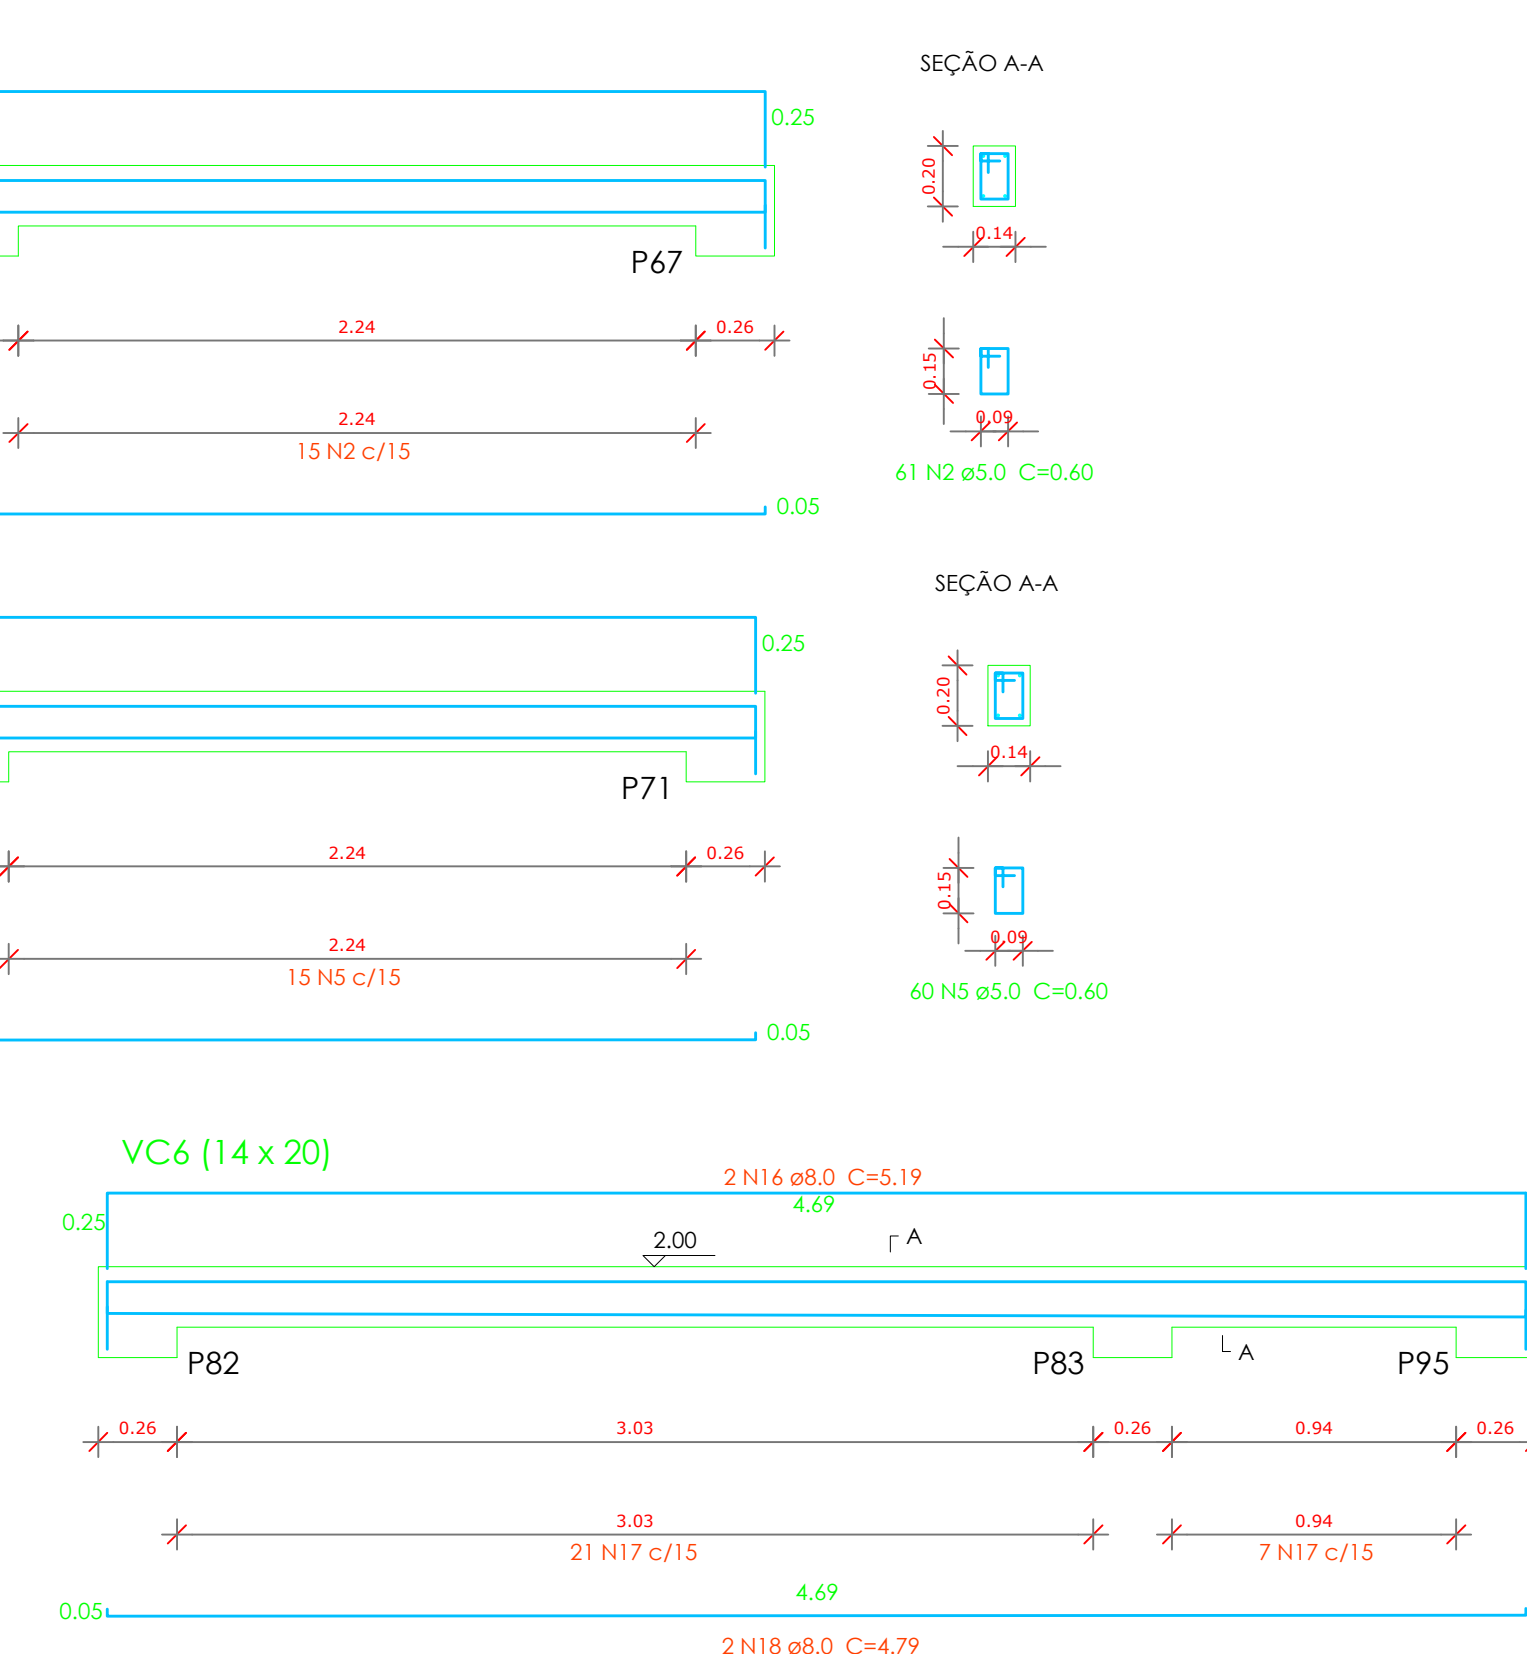 SEÇÃO A-A
0.25
0.20
0.14
P67
2.24
0.26
0.15
2.24
0.09
15 N2 c/15
61 N2 ø5.0 C=0.60
0.05
SEÇÃO A-A
0.25
0.20
0.14
P71
2.24
0.26
0.15
2.24
0.09
15 N5 c/15
60 N5 ø5.0 C=0.60
0.05
VC6 (14 x 20)
2 N16 ø8.0 C=5.19
4.69
0.25
2.00
A
A
P82
P83
P95
0.26
3.03
0.26
0.94
0.26
3.03
0.94
21 N17 c/15
7 N17 c/15
4.69
0.05
2 N18 ø8.0 C=4.79